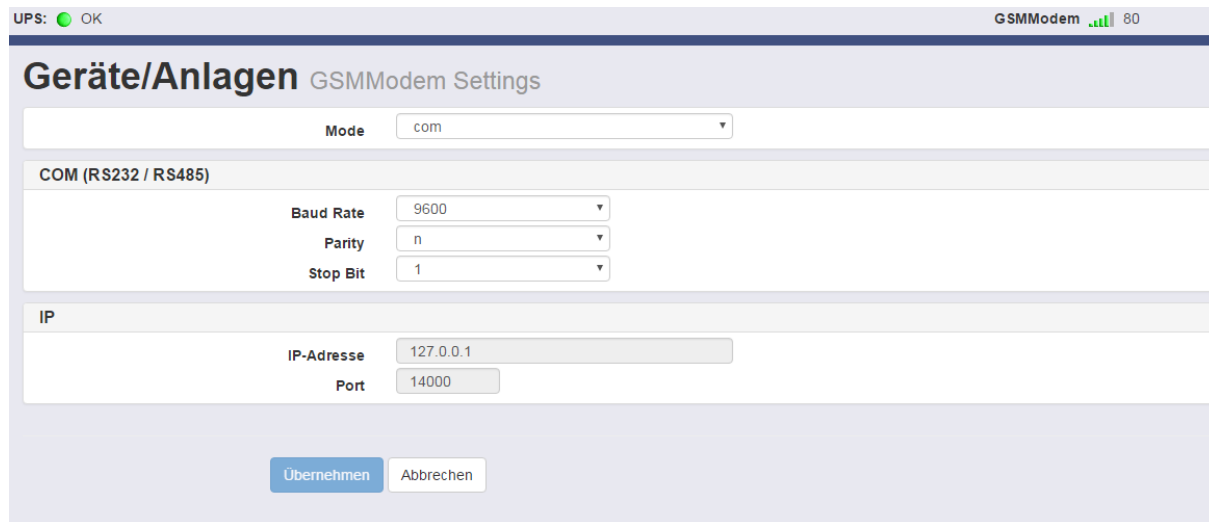 UPS: OK GSMModem 80
Geräte/Anlagen GSMModem Settings
Mode com
COM (RS232 / RS485)
Baud Rate 9600
Parity n
Stop Bit 1
IP
IP-Adresse 127.0.0.1
Port 14000
Übernehmen Abbrechen